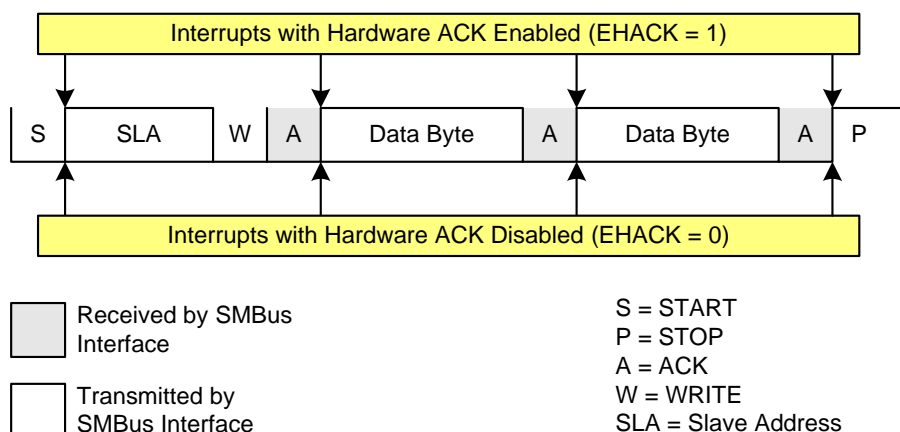 Interrupts with Hardware ACK Enabled (EHACK = 1)
S SLA W A Data Byte A Data Byte A P
Interrupts with Hardware ACK Disabled (EHACK = 0)
Received by SMBus
Interface
Transmitted by
SMBus Interface
S = START
P = STOP
A = ACK
W = WRITE
SLA = Slave Address